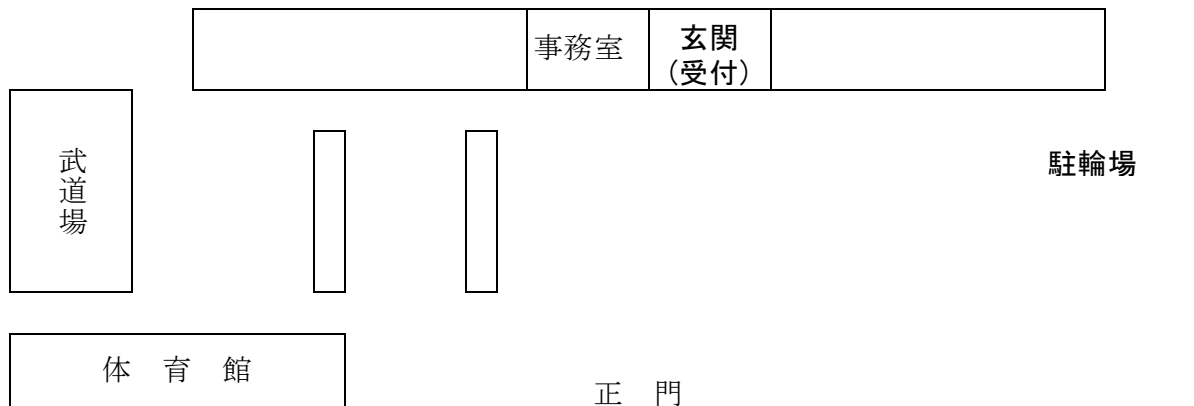 事務室
玄関
（受付）
武道場
駐輪場
体 育 館
正 門